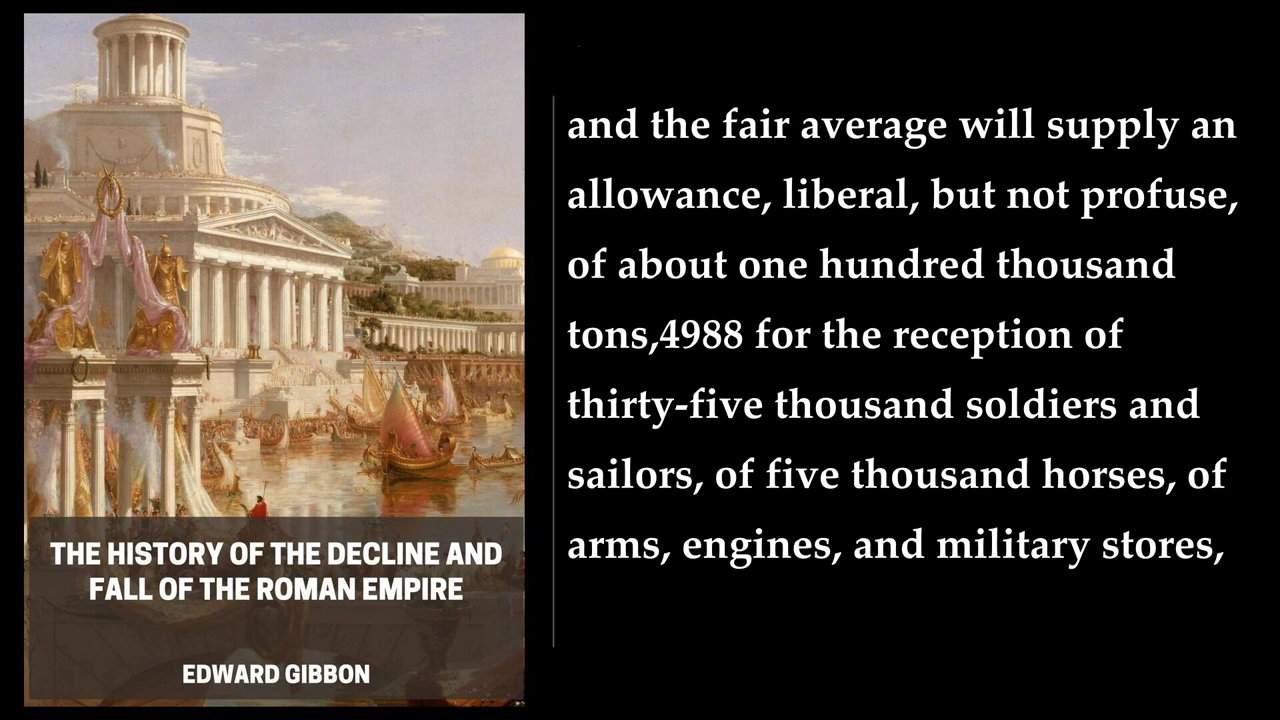 THE HISTORY OF THE DECLINE AND
FALL OF THE ROMAN EMPIRE
EDWARD GIBBON
and the fair average will supply an
allowance, liberal, but not profuse,
of about one hundred thousand
tons,4988 for the reception of
thirty-five thousand soldiers and
sailors, of five thousand horses, of
arms, engines, and military stores,